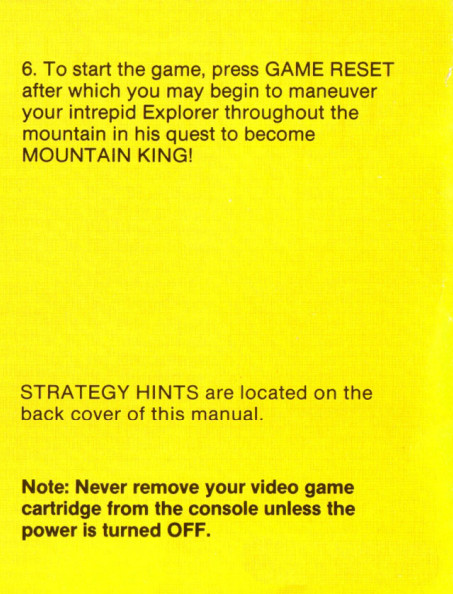 6. To start the game, press GAME RESET
after which you may begin to maneuver
your intrepid Explorer throughout the
mountain in his quest to become
MOUNTAIN KING!
STRATEGY HINTS are located on the
back cover of this manual.
Note: Never remove your video game
cartridge from the console unless the
power is turned OFF.